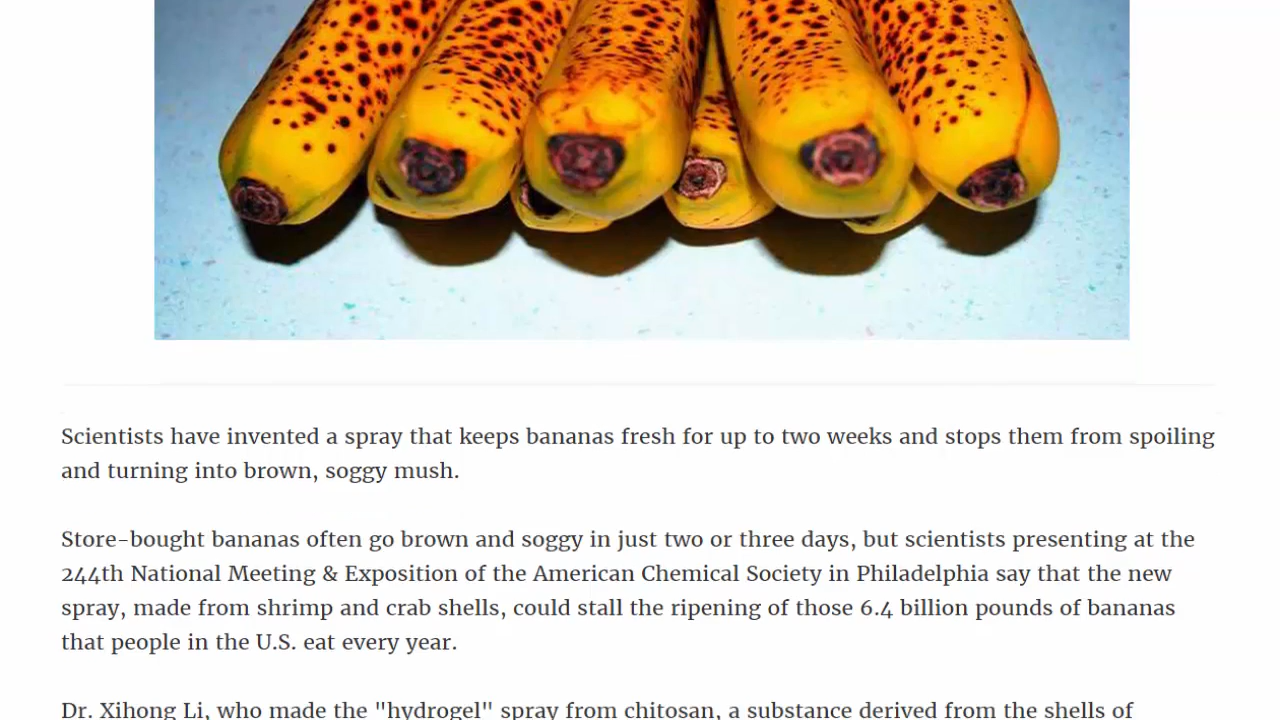 Scientists have invented a spray that keeps bananas fresh for up to two weeks and stops them from spoiling
and turning into brown, soggy mush.
Store-bought bananas often go brown and soggy in just two or three days, but scientists presenting at the
244th National Meeting & Exposition of the American Chemical Society in Philadelphia say that the new
spray, made from shrimp and crab shells, could stall the ripening of those 6.4 billion pounds of bananas
that people in the U.S. eat every year.
Dr. Xihong Li, who made the "hydrogel" spray from chitosan, a substance derived from the shells of